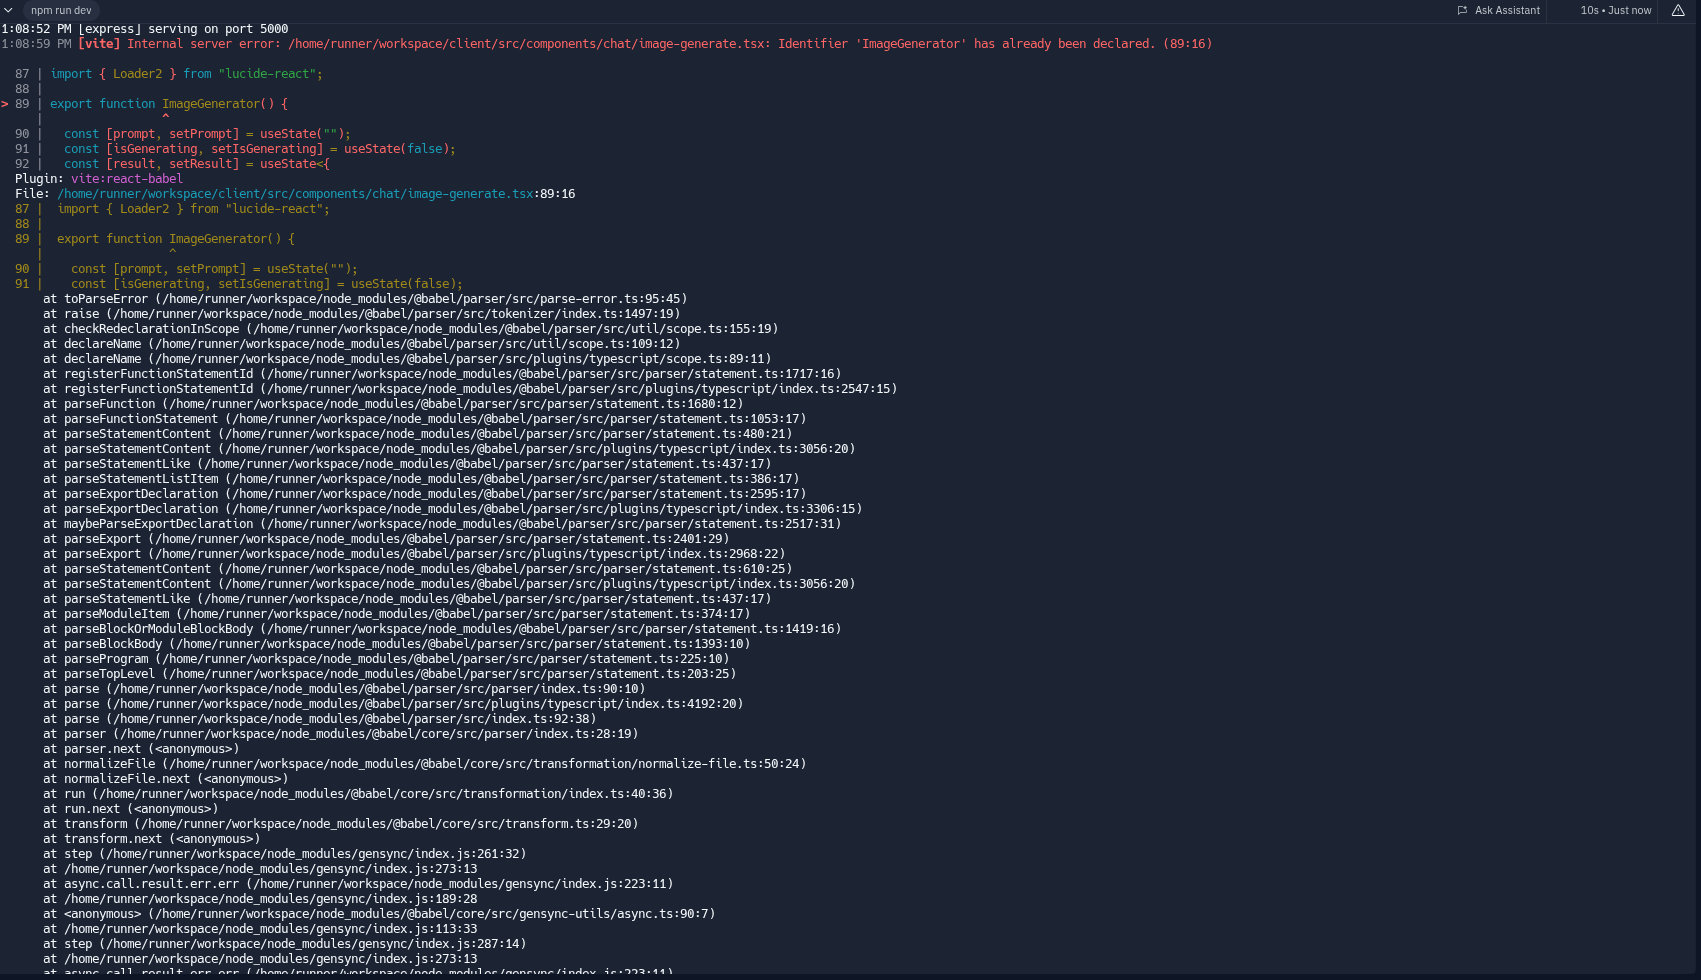 npm run dev
Ask Assistant
10s • Just now
1:08:52 PM [express] serving on port 5000
1:08:59 PM [vite] Internal server error: /home/runner/workspace/client/src/components/chat/image-generate.tsx: Identifier 'ImageGenerator' has already been declared. (89:16)
87 | import { Loader2 } from "lucide-react";
88 |
> 89 | export function ImageGenerator() {
| ^
90 | const [prompt, setPrompt] = useState("");
91 | const [isGenerating, setIsGenerating] = useState(false);
92 | const [result, setResult] = useState<{
Plugin: vite:react-babel
File: /home/runner/workspace/client/src/components/chat/image-generate.tsx:89:16
87 | import { Loader2 } from "lucide-react";
88 |
89 | export function ImageGenerator() {
| ^
90 | const [prompt, setPrompt] = useState("");
91 | const [isGenerating, setIsGenerating] = useState(false);
at toParseError (/home/runner/workspace/node_modules/@babel/parser/src/parse-error.ts:95:45)
at raise (/home/runner/workspace/node_modules/@babel/parser/src/tokenizer/index.ts:1497:19)
at checkRedeclarationInScope (/home/runner/workspace/node_modules/@babel/parser/src/util/scope.ts:155:19)
at declareName (/home/runner/workspace/node_modules/@babel/parser/src/util/scope.ts:109:12)
at declareName (/home/runner/workspace/node_modules/@babel/parser/src/plugins/typescript/scope.ts:89:11)
at registerFunctionStatementId (/home/runner/workspace/node_modules/@babel/parser/src/parser/statement.ts:1717:16)
at registerFunctionStatementId (/home/runner/workspace/node_modules/@babel/parser/src/plugins/typescript/index.ts:2547:15)
at parseFunction (/home/runner/workspace/node_modules/@babel/parser/src/parser/statement.ts:1680:12)
at parseFunctionStatement (/home/runner/workspace/node_modules/@babel/parser/src/parser/statement.ts:1053:17)
at parseStatementContent (/home/runner/workspace/node_modules/@babel/parser/src/parser/statement.ts:480:21)
at parseStatementContent (/home/runner/workspace/node_modules/@babel/parser/src/plugins/typescript/index.ts:3056:20)
at parseStatementLike (/home/runner/workspace/node_modules/@babel/parser/src/parser/statement.ts:437:17)
at parseStatementListItem (/home/runner/workspace/node_modules/@babel/parser/src/parser/statement.ts:386:17)
at parseExportDeclaration (/home/runner/workspace/node_modules/@babel/parser/src/parser/statement.ts:2595:17)
at parseExportDeclaration (/home/runner/workspace/node_modules/@babel/parser/src/plugins/typescript/index.ts:3306:15)
at maybeParseExportDeclaration (/home/runner/workspace/node_modules/@babel/parser/src/parser/statement.ts:2517:31)
at parseExport (/home/runner/workspace/node_modules/@babel/parser/src/parser/statement.ts:2401:29)
at parseExport (/home/runner/workspace/node_modules/@babel/parser/src/plugins/typescript/index.ts:2968:22)
at parseStatementContent (/home/runner/workspace/node_modules/@babel/parser/src/parser/statement.ts:610:25)
at parseStatementContent (/home/runner/workspace/node_modules/@babel/parser/src/plugins/typescript/index.ts:3056:20)
at parseStatementLike (/home/runner/workspace/node_modules/@babel/parser/src/parser/statement.ts:437:17)
at parseModuleItem (/home/runner/workspace/node_modules/@babel/parser/src/parser/statement.ts:374:17)
at parseBlockOrModuleBlockBody (/home/runner/workspace/node_modules/@babel/parser/src/parser/statement.ts:1419:16)
at parseBlockBody (/home/runner/workspace/node_modules/@babel/parser/src/parser/statement.ts:1393:10)
at parseProgram (/home/runner/workspace/node_modules/@babel/parser/src/parser/statement.ts:225:10)
at parseTopLevel (/home/runner/workspace/node_modules/@babel/parser/src/parser/statement.ts:203:25)
at parse (/home/runner/workspace/node_modules/@babel/parser/src/parser/index.ts:90:10)
at parse (/home/runner/workspace/node_modules/@babel/parser/src/plugins/typescript/index.ts:4192:20)
at parse (/home/runner/workspace/node_modules/@babel/parser/src/index.ts:92:38)
at parser (/home/runner/workspace/node_modules/@babel/core/src/parser/index.ts:28:19)
at parser.next (<anonymous>)
at normalizeFile (/home/runner/workspace/node_modules/@babel/core/src/transformation/normalize-file.ts:50:24)
at normalizeFile.next (<anonymous>)
at run (/home/runner/workspace/node_modules/@babel/core/src/transformation/index.ts:40:36)
at run.next (<anonymous>)
at transform (/home/runner/workspace/node_modules/@babel/core/src/transform.ts:29:20)
at transform.next (<anonymous>)
at step (/home/runner/workspace/node_modules/gensync/index.js:261:32)
at /home/runner/workspace/node_modules/gensync/index.js:273:13
at async.call.result.err.err (/home/runner/workspace/node_modules/gensync/index.js:223:11)
at /home/runner/workspace/node_modules/gensync/index.js:189:28
at <anonymous> (/home/runner/workspace/node_modules/@babel/core/src/gensync-utils/async.ts:90:7)
at /home/runner/workspace/node_modules/gensync/index.js:113:33
at step (/home/runner/workspace/node_modules/gensync/index.js:287:14)
at /home/runner/workspace/node_modules/gensync/index.js:273:13
at async.call.result.err.err (/home/runner/workspace/node_modules/gensync/index.js:223:11)